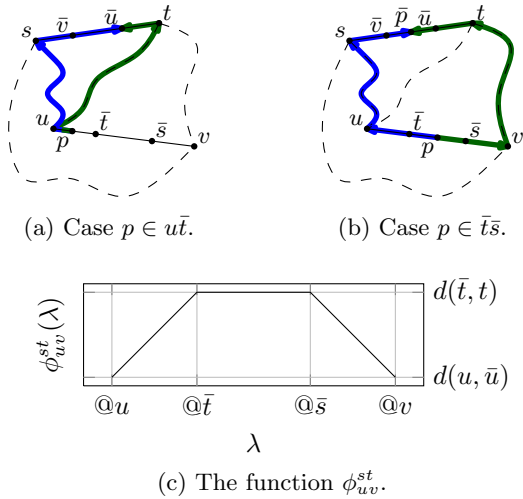 s v̄ ū t
u p t̄ s̄ v
(a) Case p ∈ ut̄.
s v̄ p̄ ū t
u t̄ p s̄ v
(b) Case p ∈ t̄s̄.
ϕ^{st}_{uv}(λ)
d(t̄, t)
d(u, ū)
@u @t̄ @s̄ @v
λ
(c) The function ϕ^{st}_{uv}.